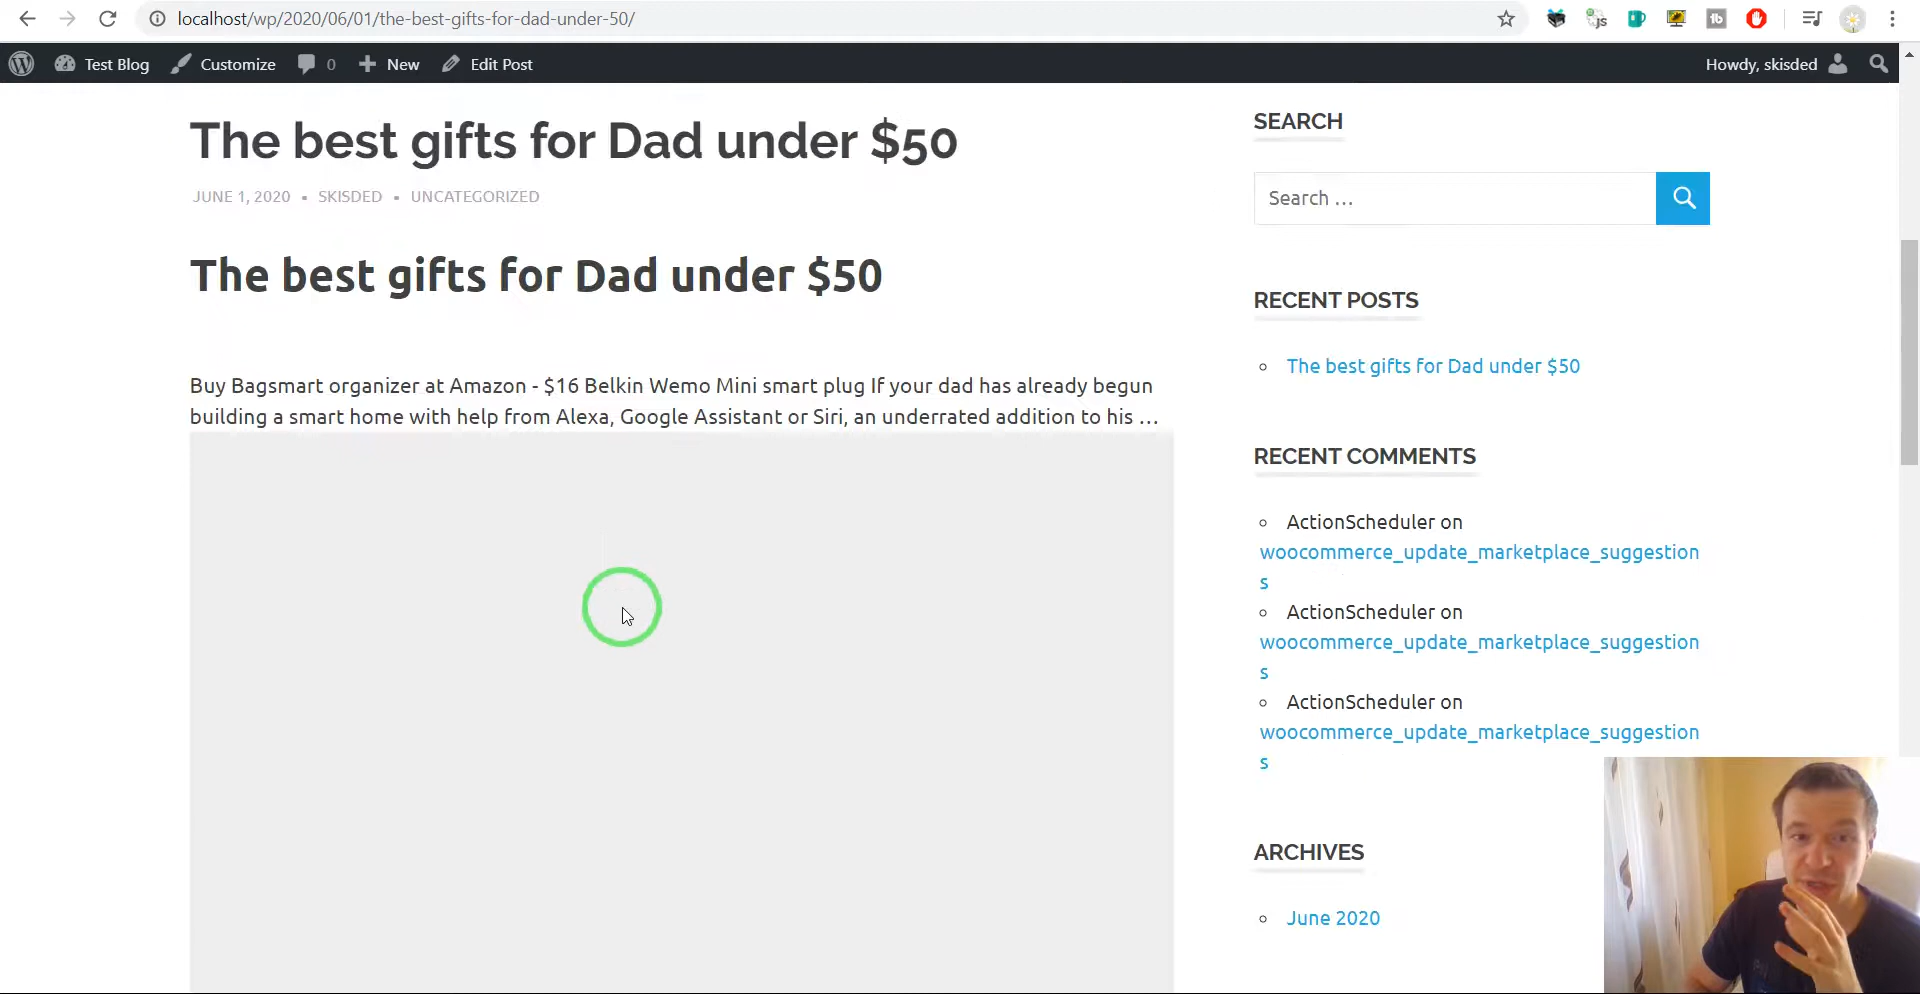 localhost/wp/2020/06/01/the-best-gifts-for-dad-under-50/
Test Blog
Customize
0
New
Edit Post
Howdy, skisded
The best gifts for Dad under $50
JUNE 1, 2020 • SKISDED • UNCATEGORIZED
The best gifts for Dad under $50
Buy Bagsmart organizer at Amazon - $16 Belkin Wemo Mini smart plug If your dad has already begun
building a smart home with help from Alexa, Google Assistant or Siri, an underrated addition to his …
SEARCH
Search …
RECENT POSTS
The best gifts for Dad under $50
RECENT COMMENTS
ActionScheduler on
woocommerce_update_marketplace_suggestion
s
ActionScheduler on
woocommerce_update_marketplace_suggestion
s
ActionScheduler on
woocommerce_update_marketplace_suggestion
s
ARCHIVES
June 2020